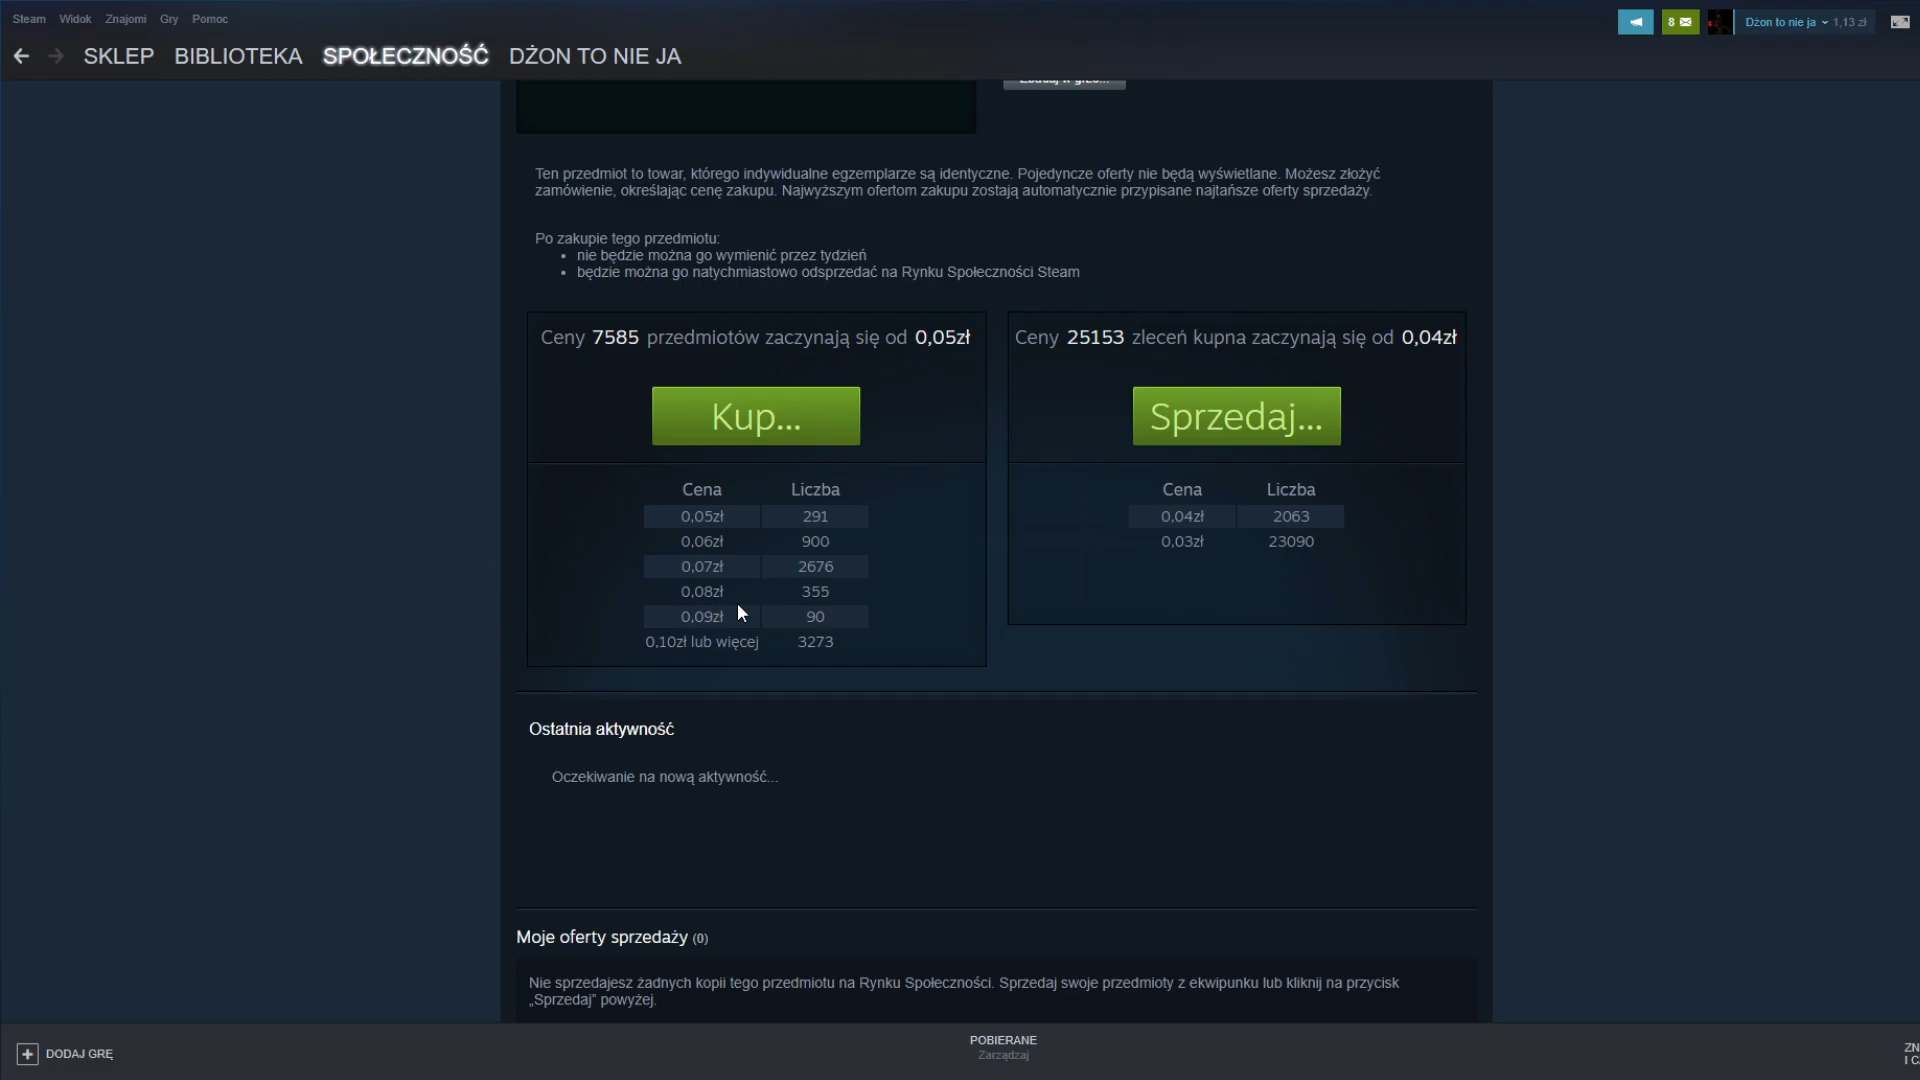 Steam Widok Znajomi Gry Pomoc
8 Dżon to nie ja 1,13 zł
SKLEP BIBLIOTEKA SPOŁECZNOŚĆ DŻON TO NIE JA
Ten przedmiot to towar, którego indywidualne egzemplarze są identyczne. Pojedyncze oferty nie będą wyświetlane. Możesz złożyć
zamówienie, określając cenę zakupu. Najwyższym ofertom zakupu zostają automatycznie przypisane najtańsze oferty sprzedaży.
Po zakupie tego przedmiotu:
• nie będzie można go wymienić przez tydzień
• będzie można go natychmiastowo odsprzedać na Rynku Społeczności Steam
Ceny 7585 przedmiotów zaczynają się od 0,05zł
Kup...
Cena Liczba
0,05zł 291
0,06zł 900
0,07zł 2676
0,08zł 355
0,09zł 90
0,10zł lub więcej 3273
Ceny 25153 zleceń kupna zaczynają się od 0,04zł
Sprzedaj...
Cena Liczba
0,04zł 2063
0,03zł 23090
Ostatnia aktywność
Oczekiwanie na nową aktywność...
Moje oferty sprzedaży (0)
Nie sprzedajesz żadnych kopii tego przedmiotu na Rynku Społeczności. Sprzedaj swoje przedmioty z ekwipunku lub kliknij na przycisk
„Sprzedaj” powyżej.
DODAJ GRĘ
POBIERANE
Zarządzaj